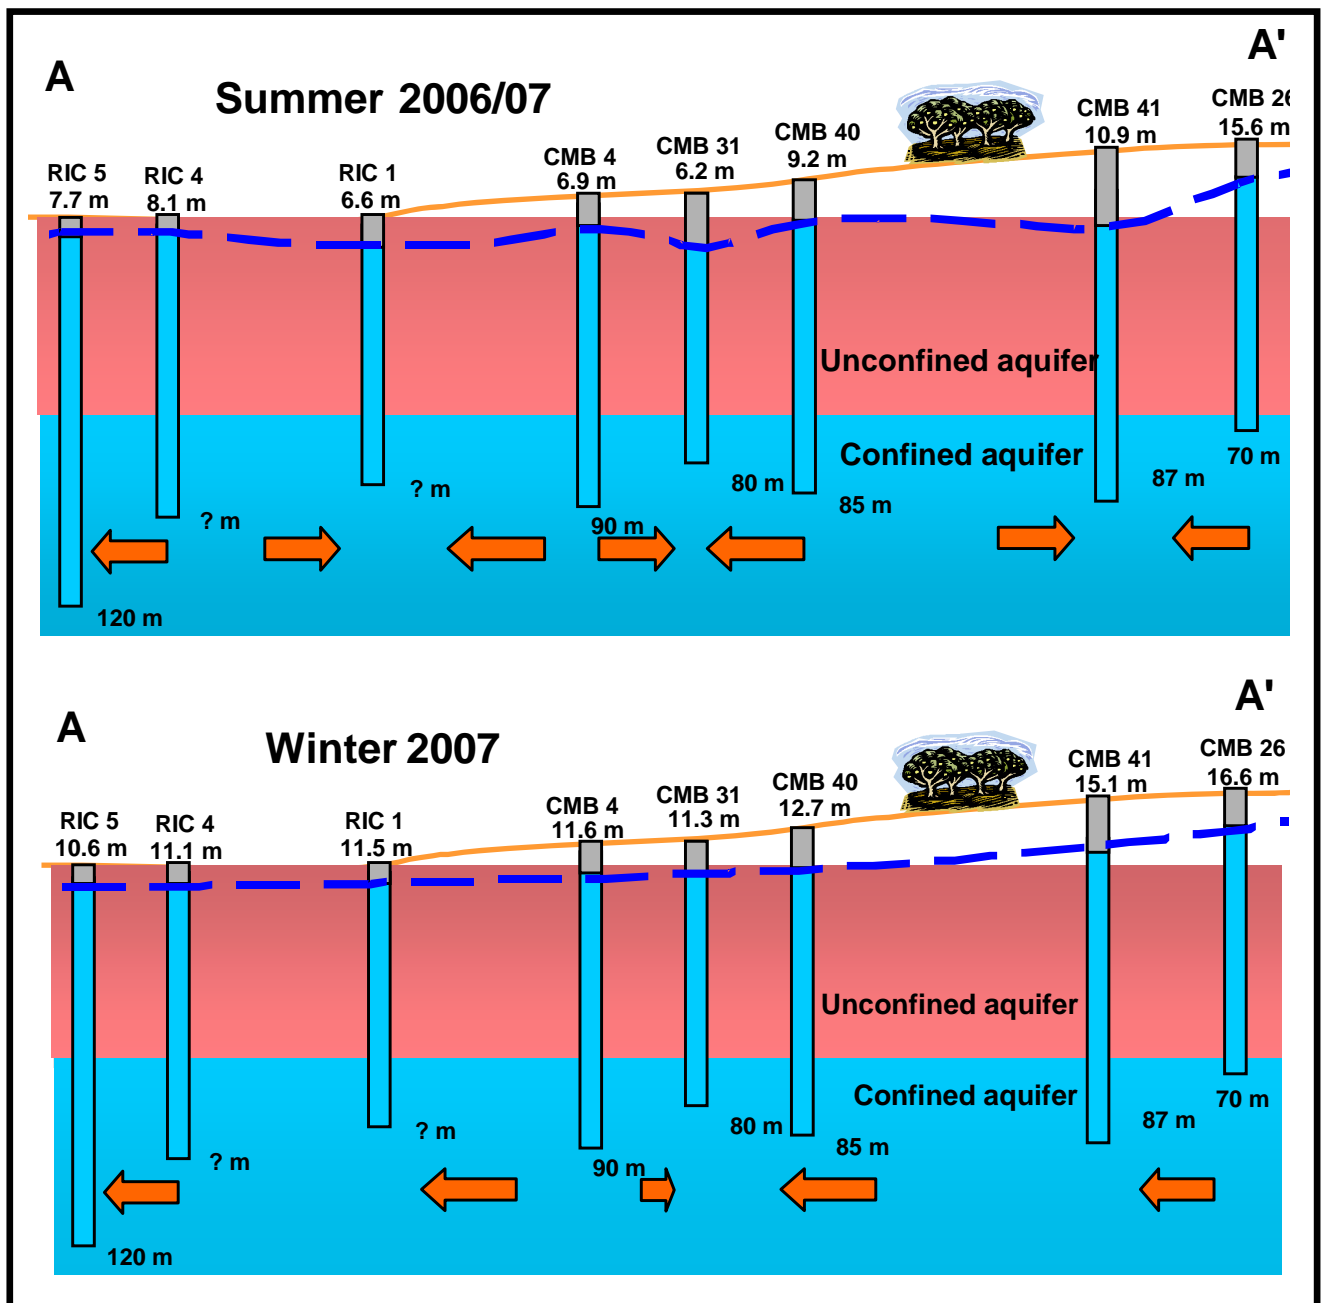 A
A'
Summer 2006/07
RIC 5
7.7 m
RIC 4
8.1 m
RIC 1
6.6 m
CMB 4
6.9 m
CMB 31
6.2 m
CMB 40
9.2 m
CMB 41
10.9 m
CMB 26
15.6 m
Unconfined aquifer
Confined aquifer
120 m
? m
? m
90 m
80 m
85 m
87 m
70 m
A
A'
Winter 2007
RIC 5
10.6 m
RIC 4
11.1 m
RIC 1
11.5 m
CMB 4
11.6 m
CMB 31
11.3 m
CMB 40
12.7 m
CMB 41
15.1 m
CMB 26
16.6 m
Unconfined aquifer
Confined aquifer
120 m
? m
? m
90 m
80 m
85 m
87 m
70 m